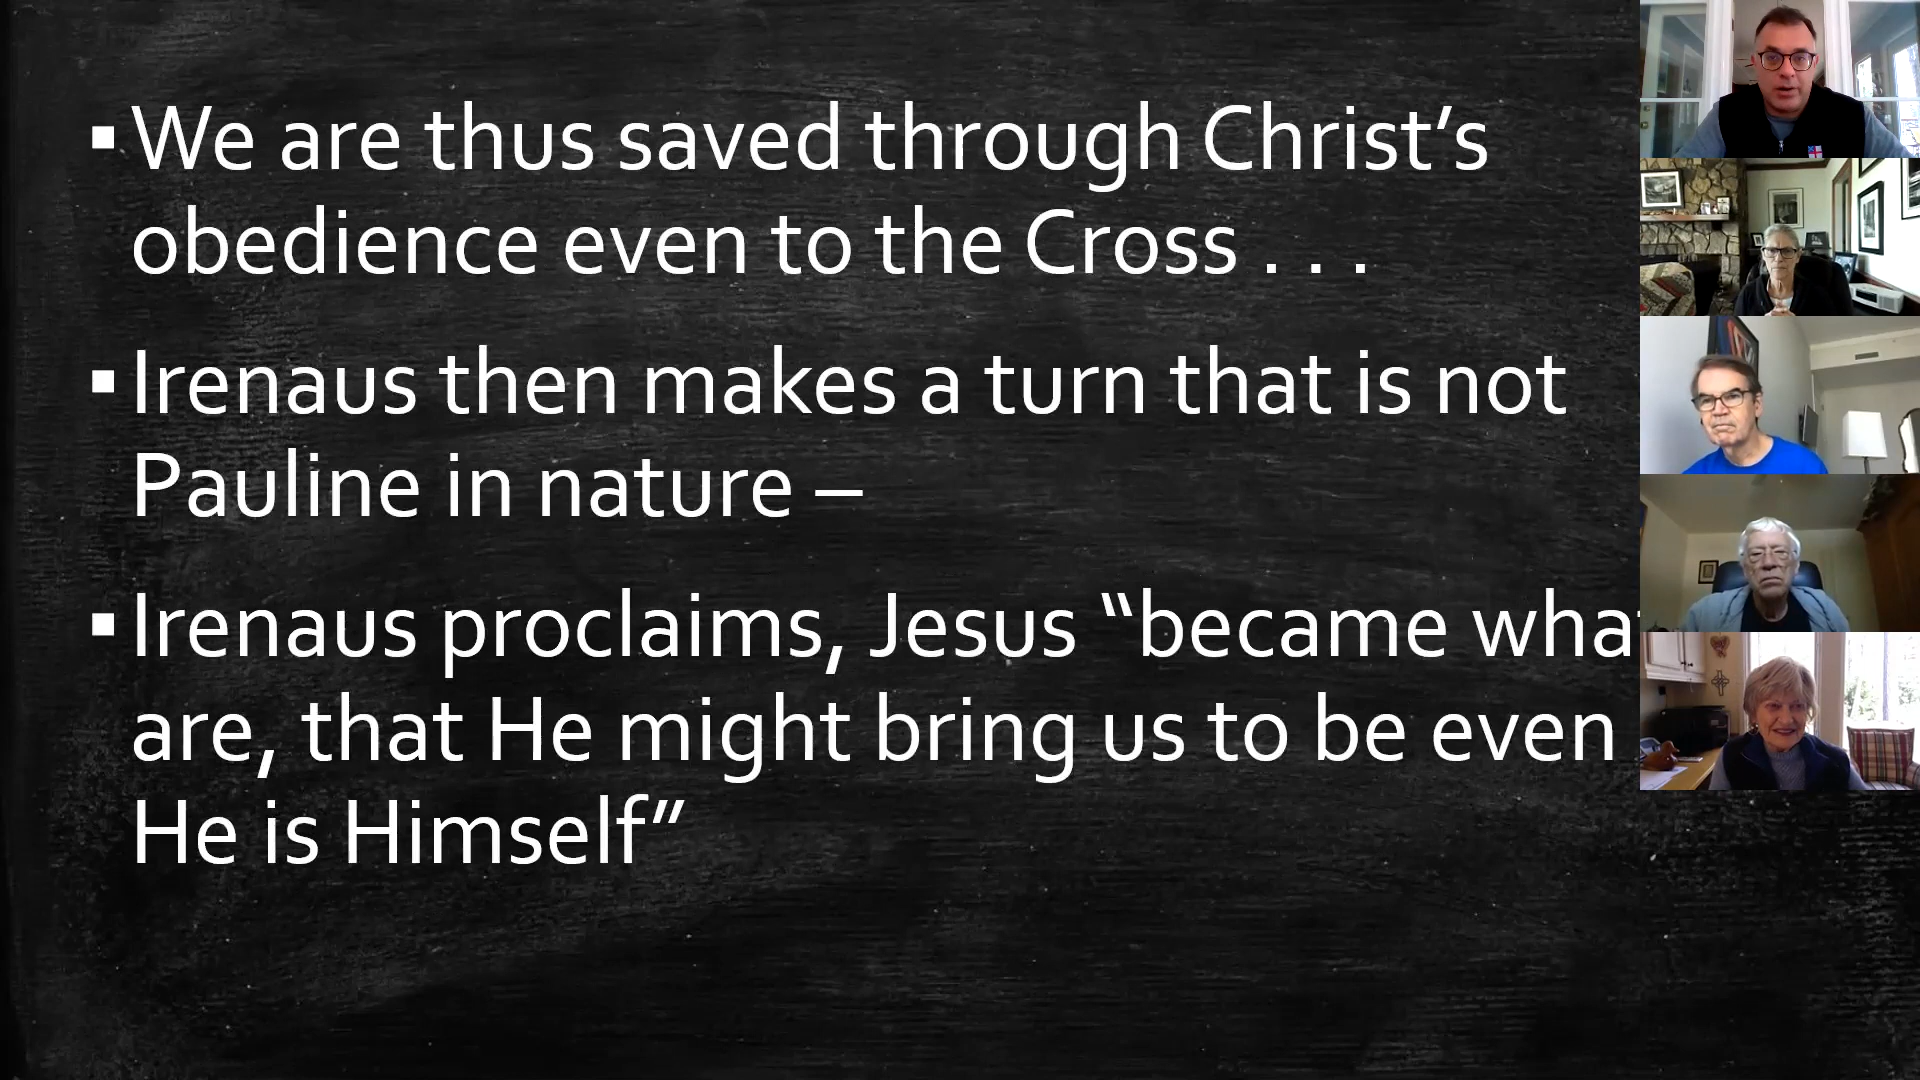 ▪ We are thus saved through Christ’s
obedience even to the Cross . . .
▪ Irenaus then makes a turn that is not
Pauline in nature –
▪ Irenaus proclaims, Jesus “became what
are, that He might bring us to be even
He is Himself”